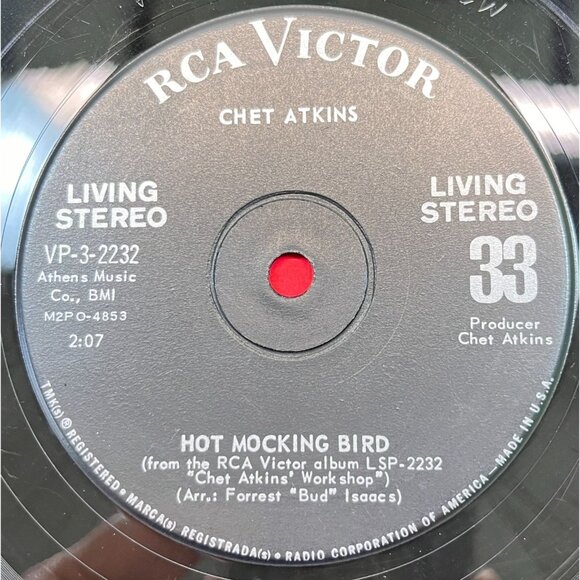 RCA VICTOR
CHET ATKINS
LIVING
STEREO
VP-3-2232
Athens Music
Co., BMI
M2PO-4853
2:07
LIVING
STEREO
33
Producer
Chet Atkins
HOT MOCKING BIRD
(from the RCA Victor album LSP-2232
"Chet Atkins' Workshop")
(Arr.: Forrest "Bud" Isaacs)
TMK(s) ® REGISTERED • MARCA(s) REGISTRADA(s) • RADIO CORPORATION OF AMERICA—MADE IN U.S.A.